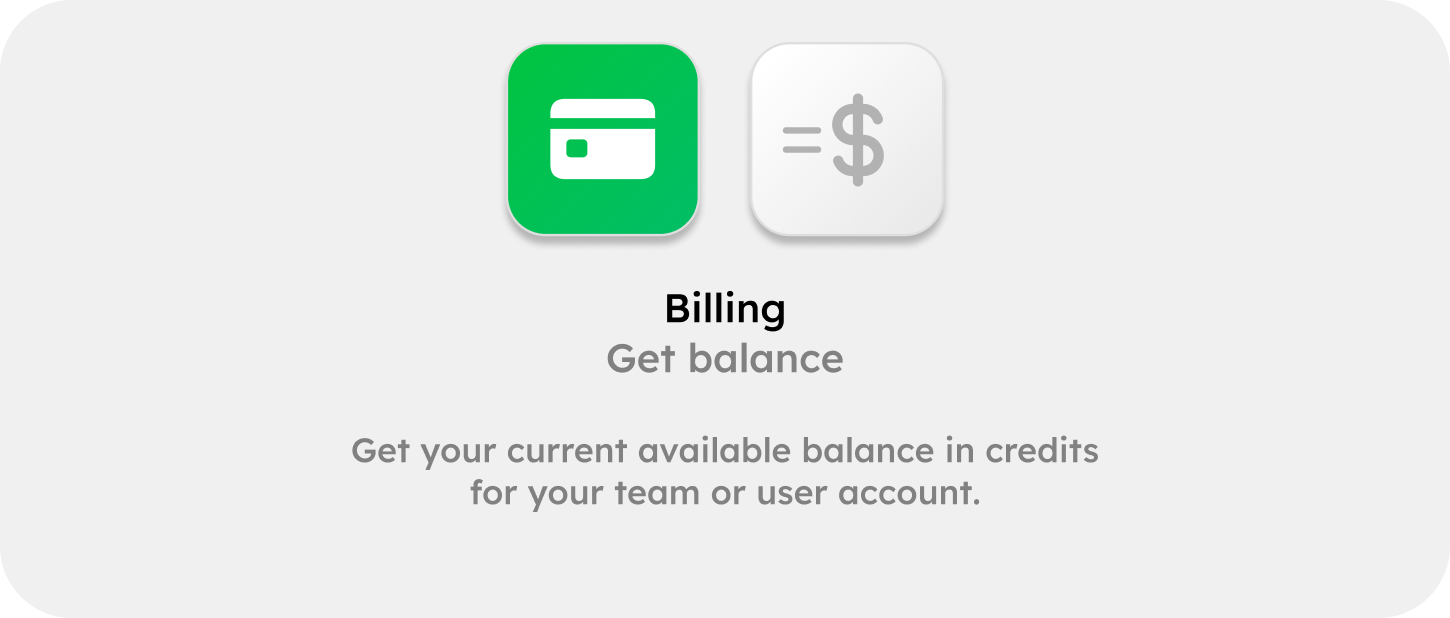 =$
Billing
Get balance
Get your current available balance in credits
for your team or user account.